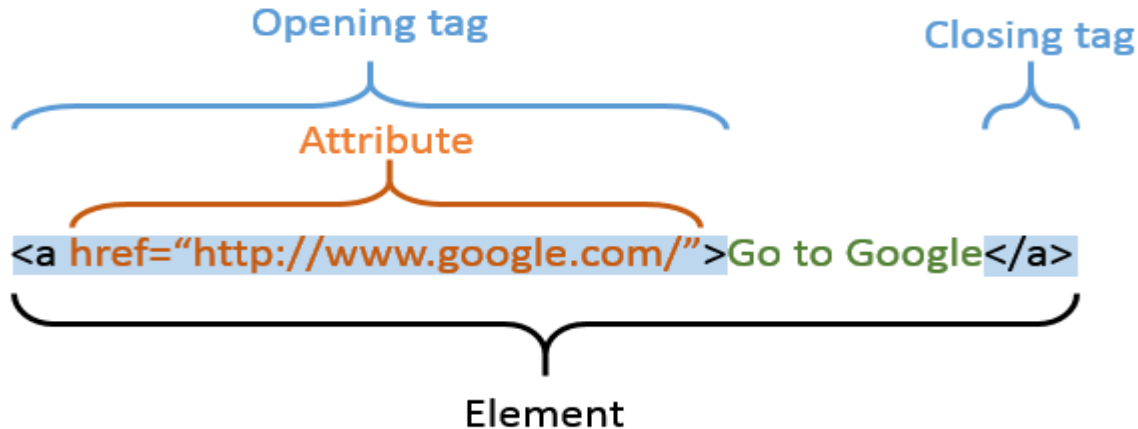 Opening tag
Closing tag
Attribute
<a href=“http://www.google.com/”>Go to Google</a>
Element